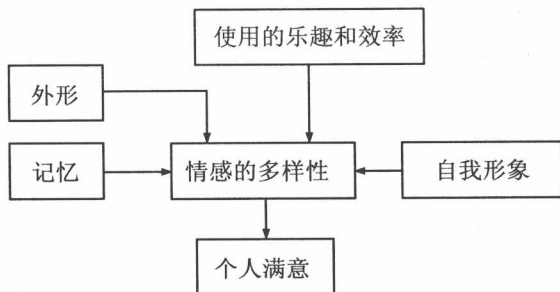 使用的乐趣和效率
外形
记忆
情感的多样性
自我形象
个人满意